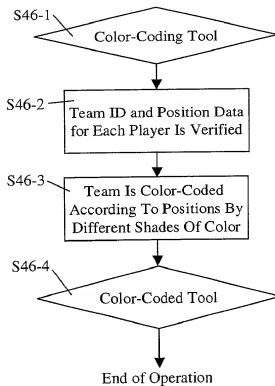 S46-1
Color-Coding Tool
S46-2
Team ID and Position Data
for Each Player Is Verified
S46-3
Team Is Color-Coded
According To Positions By
Different Shades Of Color
S46-4
Color-Coded Tool
End of Operation